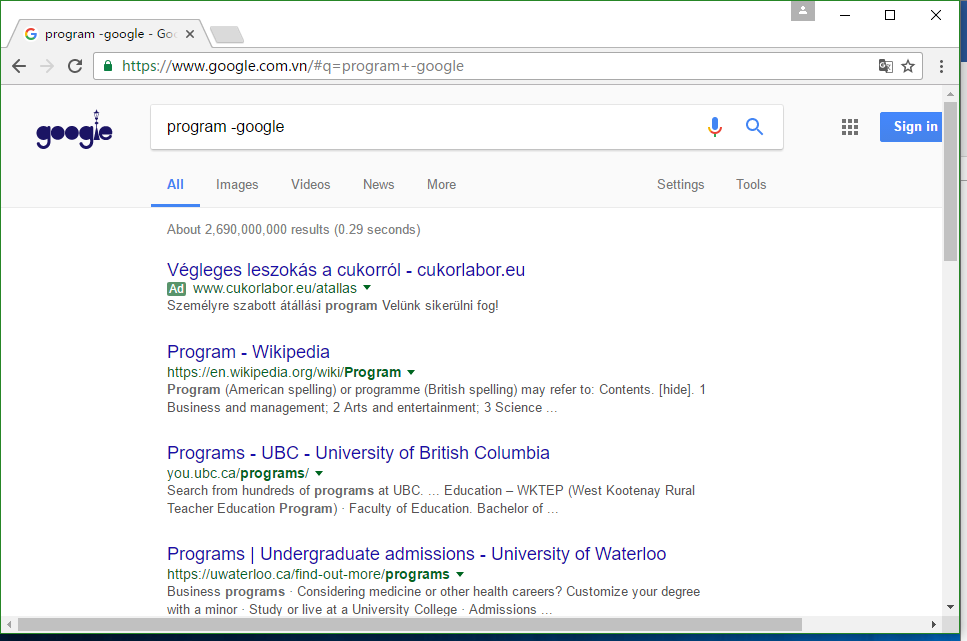 program -google - Goo
https://www.google.com.vn/#q=program+-google
google
program -google
Sign in
All Images Videos News More Settings Tools
About 2,690,000,000 results (0.29 seconds)
Végleges leszokás a cukorról - cukorlabor.eu
Ad www.cukorlabor.eu/atallas
Személyre szabott átállási program Velünk sikerülni fog!
Program - Wikipedia
https://en.wikipedia.org/wiki/Program
Program (American spelling) or programme (British spelling) may refer to: Contents. [hide]. 1
Business and management; 2 Arts and entertainment; 3 Science ...
Programs - UBC - University of British Columbia
you.ubc.ca/programs/
Search from hundreds of programs at UBC. ... Education – WKTEP (West Kootenay Rural
Teacher Education Program) · Faculty of Education. Bachelor of ...
Programs | Undergraduate admissions - University of Waterloo
https://uwaterloo.ca/find-out-more/programs
Business programs · Considering medicine or other health careers? Customize your degree
with a minor · Study or live at a University College · Admissions ...